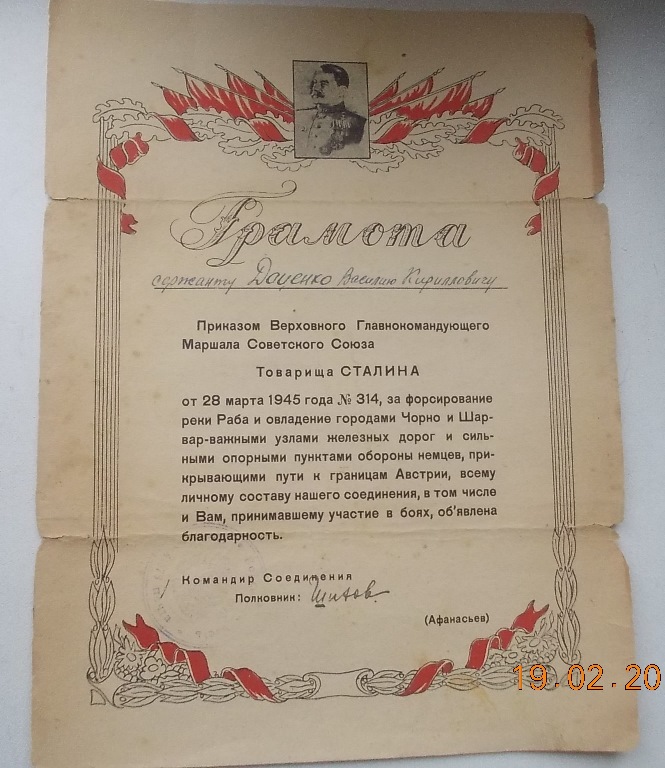 Грамота
сержанту Доценко Василию Кирилловичу
Приказом Верховного Главнокомандующего
Маршала Советского Союза
Товарища СТАЛИНА
от 28 марта 1945 года № 314, за форсирование
реки Раба и овладение городами Чорно и Шар-
вар-важными узлами железных дорог и силь-
ными опорными пунктами обороны немцев, при-
крывающими пути к границам Австрии, всему
личному составу нашего соединения, в том числе
и Вам, принимавшему участие в боях, об'явлена
благодарность.
Командир Соединения
Полковник: Шитов
(Афанасьев)
19.02.20